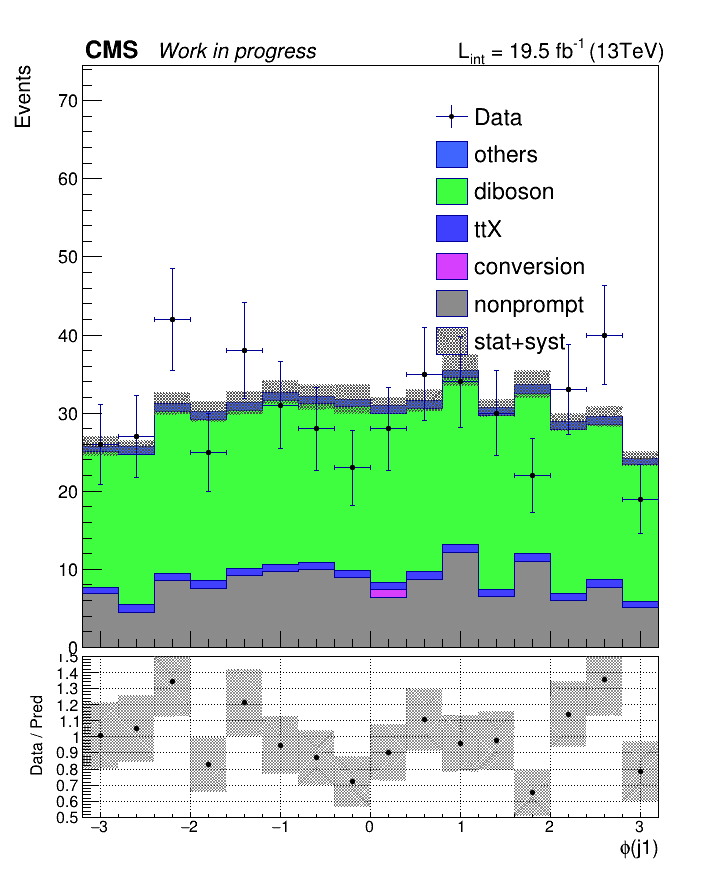 CMS Work in progress L_int = 19.5 fb^-1 (13TeV)
Events
70
60
50
40
30
20
10
0
Data
others
diboson
ttX
conversion
nonprompt
stat+syst
Data / Pred
1.5
1.4
1.3
1.2
1.1
1
0.9
0.8
0.7
0.6
0.5
−3 −2 −1 0 1 2 3
ϕ(j1)